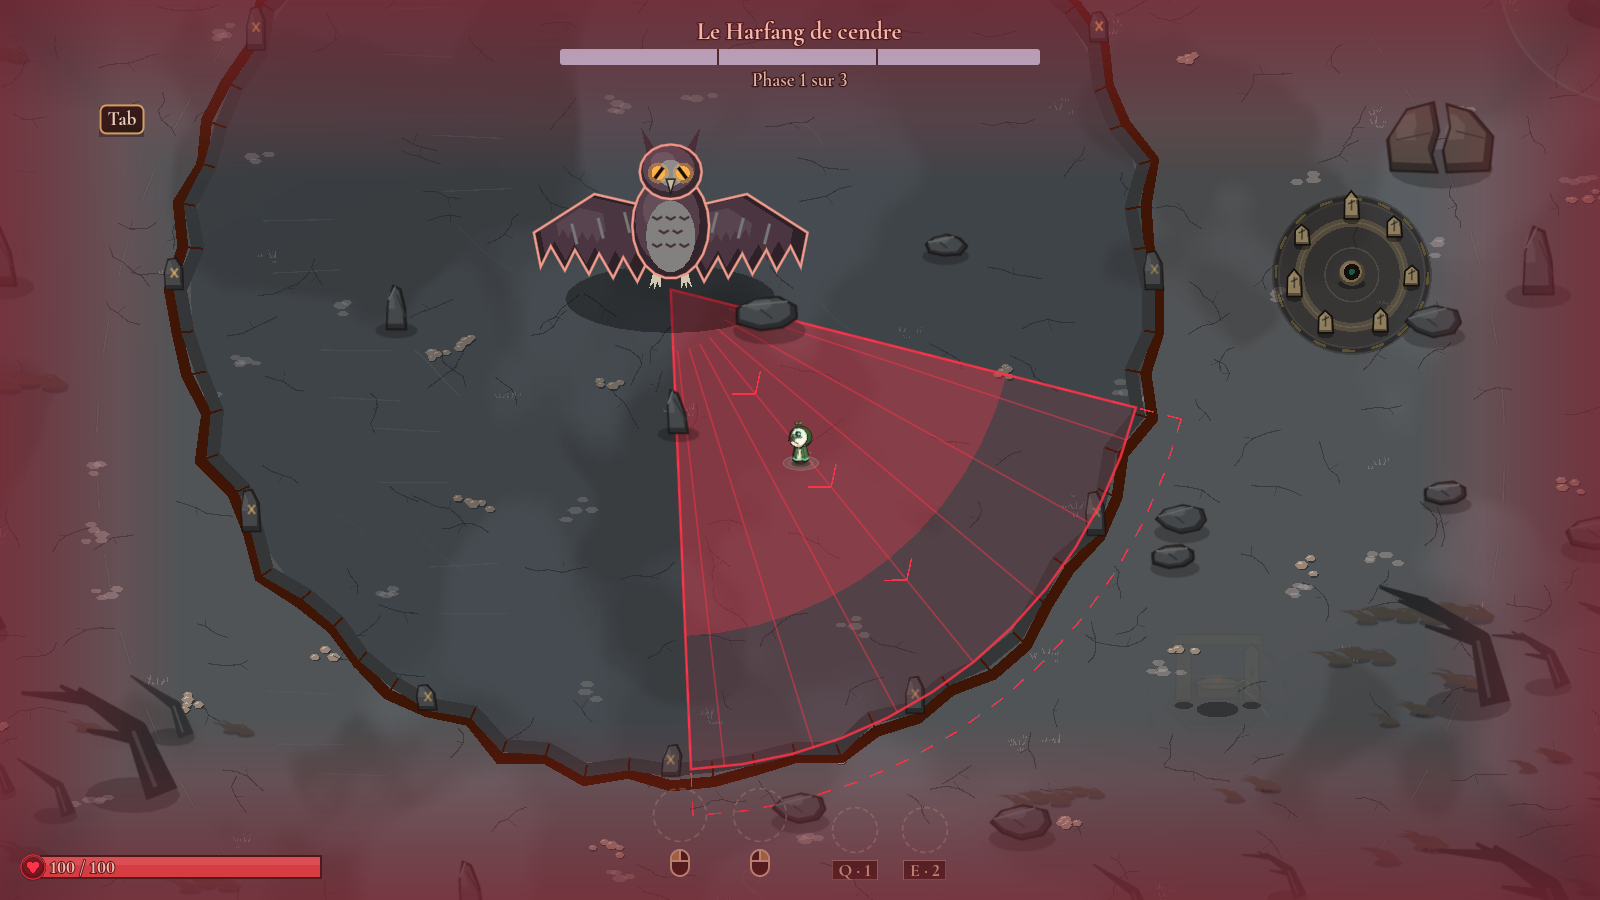 Le Harfang de cendre
Phase 1 sur 3
Tab
100 / 100
Q · 1
E · 2